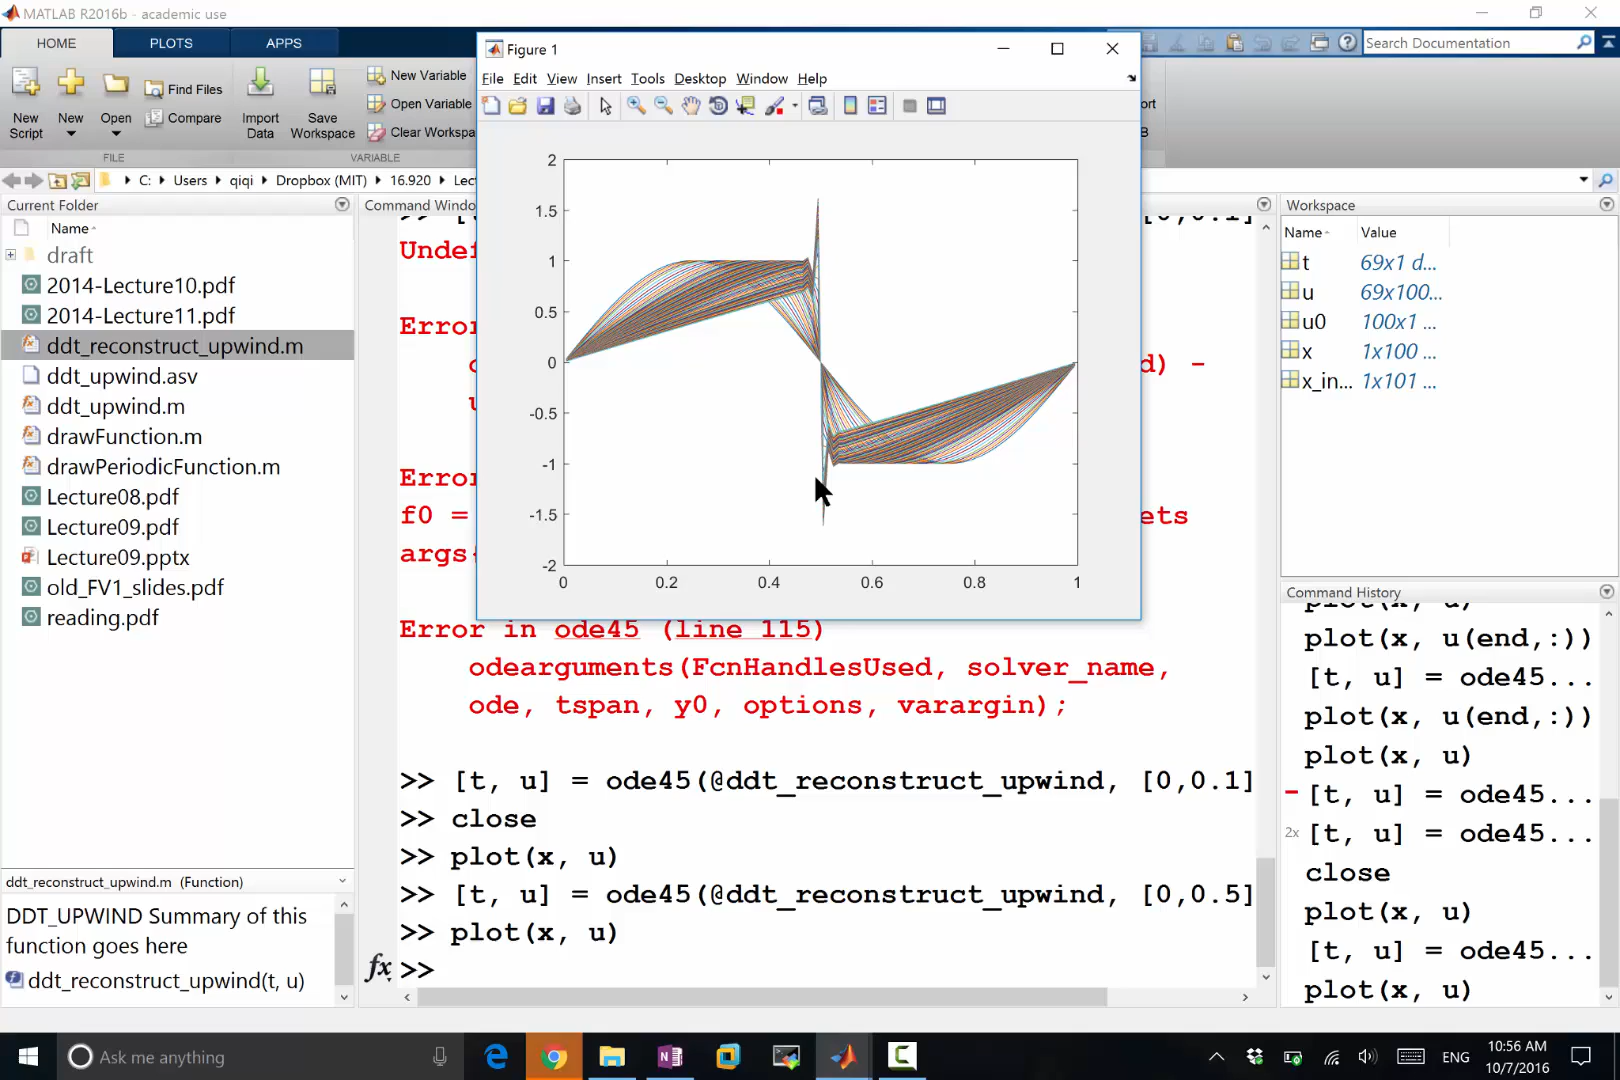 MATLAB R2016b - academic use
HOME
PLOTS
APPS
Search Documentation
New Script
New
Open
Find Files
Compare
Import Data
Save Workspace
New Variable
Open Variable
Clear Workspa
FILE
VARIABLE
C:
Users
qiqi
Dropbox (MIT)
16.920
Lec
Current Folder
Name
draft
2014-Lecture10.pdf
2014-Lecture11.pdf
ddt_reconstruct_upwind.m
ddt_upwind.asv
ddt_upwind.m
drawFunction.m
drawPeriodicFunction.m
Lecture08.pdf
Lecture09.pdf
Lecture09.pptx
old_FV1_slides.pdf
reading.pdf
ddt_reconstruct_upwind.m (Function)
DDT_UPWIND Summary of this
function goes here
ddt_reconstruct_upwind(t, u)
Command Windo
[0,0.1]
Undef
Error
d) -
Error
f0 =
ets
args
Error in ode45 (line 115)
odearguments(FcnHandlesUsed, solver_name,
ode, tspan, y0, options, varargin);
>> [t, u] = ode45(@ddt_reconstruct_upwind, [0,0.1]
>> close
>> plot(x, u)
>> [t, u] = ode45(@ddt_reconstruct_upwind, [0,0.5]
>> plot(x, u)
fx >>
Figure 1
File Edit View Insert Tools Desktop Window Help
2
1.5
1
0.5
0
-0.5
-1
-1.5
-2
0 0.2 0.4 0.6 0.8 1
Workspace
Name Value
t 69x1 d...
u 69x100...
u0 100x1 ...
x 1x100 ...
x_in... 1x101 ...
Command History
plot(x, u)
plot(x, u(end,:))
[t, u] = ode45...
plot(x, u(end,:))
plot(x, u)
[t, u] = ode45...
2x [t, u] = ode45...
close
plot(x, u)
[t, u] = ode45...
plot(x, u)
Ask me anything
ENG
10:56 AM
10/7/2016